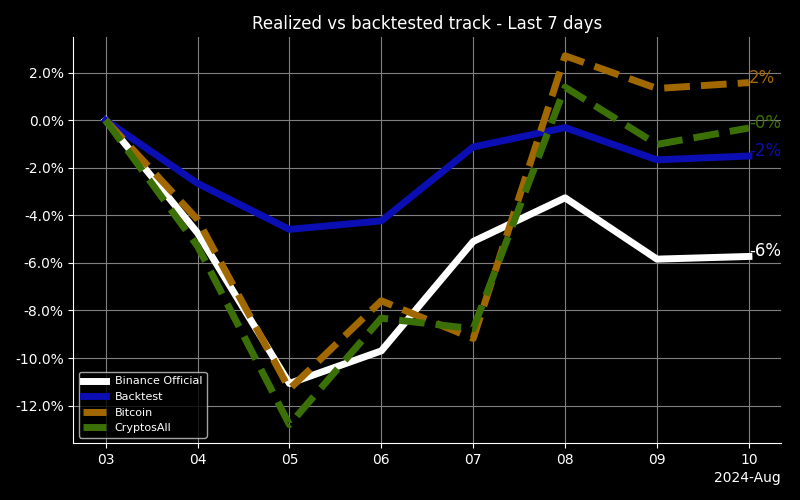 Realized vs backtested track - Last 7 days
2.0%
0.0%
-2.0%
-4.0%
-6.0%
-8.0%
-10.0%
-12.0%
2%
-0%
-2%
-6%
Binance Official
Backtest
Bitcoin
CryptosAll
03 04 05 06 07 08 09 10
2024-Aug